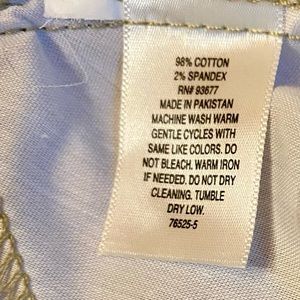 98% COTTON
2% SPANDEX
RN# 93677
MADE IN PAKISTAN
MACHINE WASH WARM
GENTLE CYCLES WITH
SAME LIKE COLORS. DO
NOT BLEACH. WARM IRON
IF NEEDED. DO NOT DRY
CLEANING. TUMBLE
DRY LOW.
76525-5